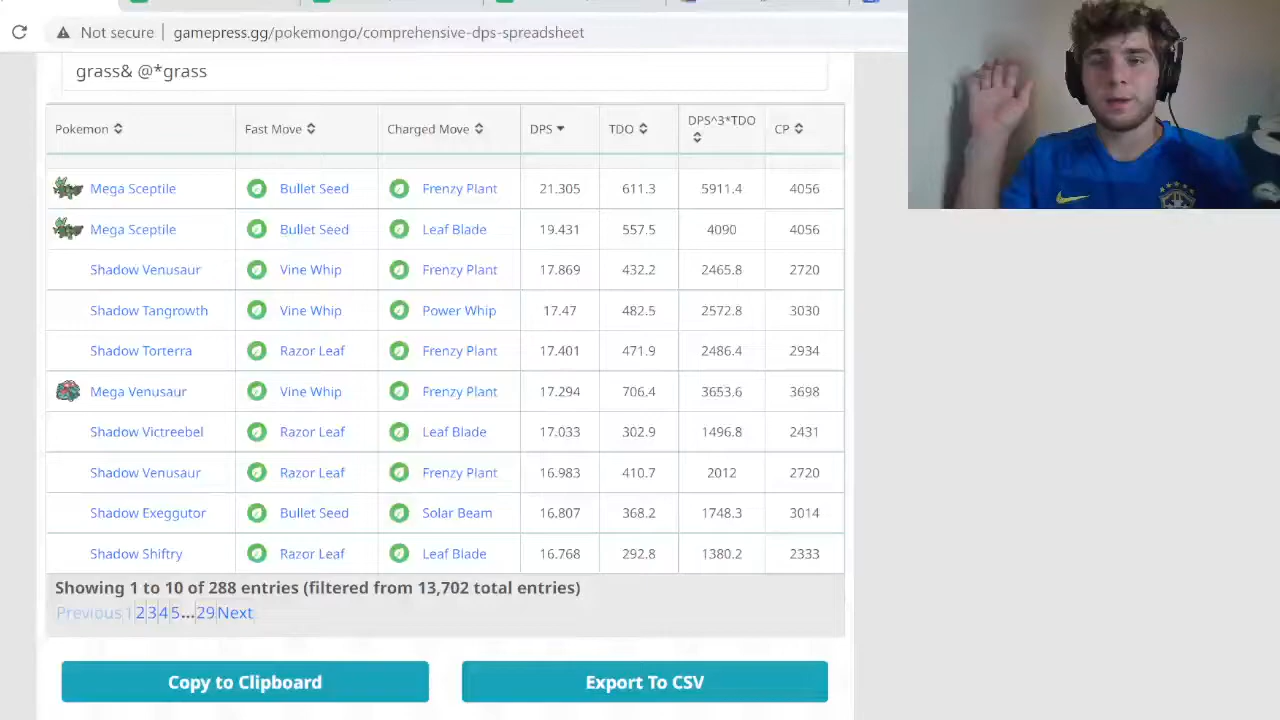 Not secure | gamepress.gg/pokemongo/comprehensive-dps-spreadsheet
grass& @*grass
Pokemon Fast Move Charged Move DPS TDO DPS^3*TDO CP
Mega Sceptile Bullet Seed Frenzy Plant 21.305 611.3 5911.4 4056
Mega Sceptile Bullet Seed Leaf Blade 19.431 557.5 4090 4056
Shadow Venusaur Vine Whip Frenzy Plant 17.869 432.2 2465.8 2720
Shadow Tangrowth Vine Whip Power Whip 17.47 482.5 2572.8 3030
Shadow Torterra Razor Leaf Frenzy Plant 17.401 471.9 2486.4 2934
Mega Venusaur Vine Whip Frenzy Plant 17.294 706.4 3653.6 3698
Shadow Victreebel Razor Leaf Leaf Blade 17.033 302.9 1496.8 2431
Shadow Venusaur Razor Leaf Frenzy Plant 16.983 410.7 2012 2720
Shadow Exeggutor Bullet Seed Solar Beam 16.807 368.2 1748.3 3014
Shadow Shiftry Razor Leaf Leaf Blade 16.768 292.8 1380.2 2333
Showing 1 to 10 of 288 entries (filtered from 13,702 total entries)
Previous 1 2 3 4 5 ... 29 Next
Copy to Clipboard Export To CSV